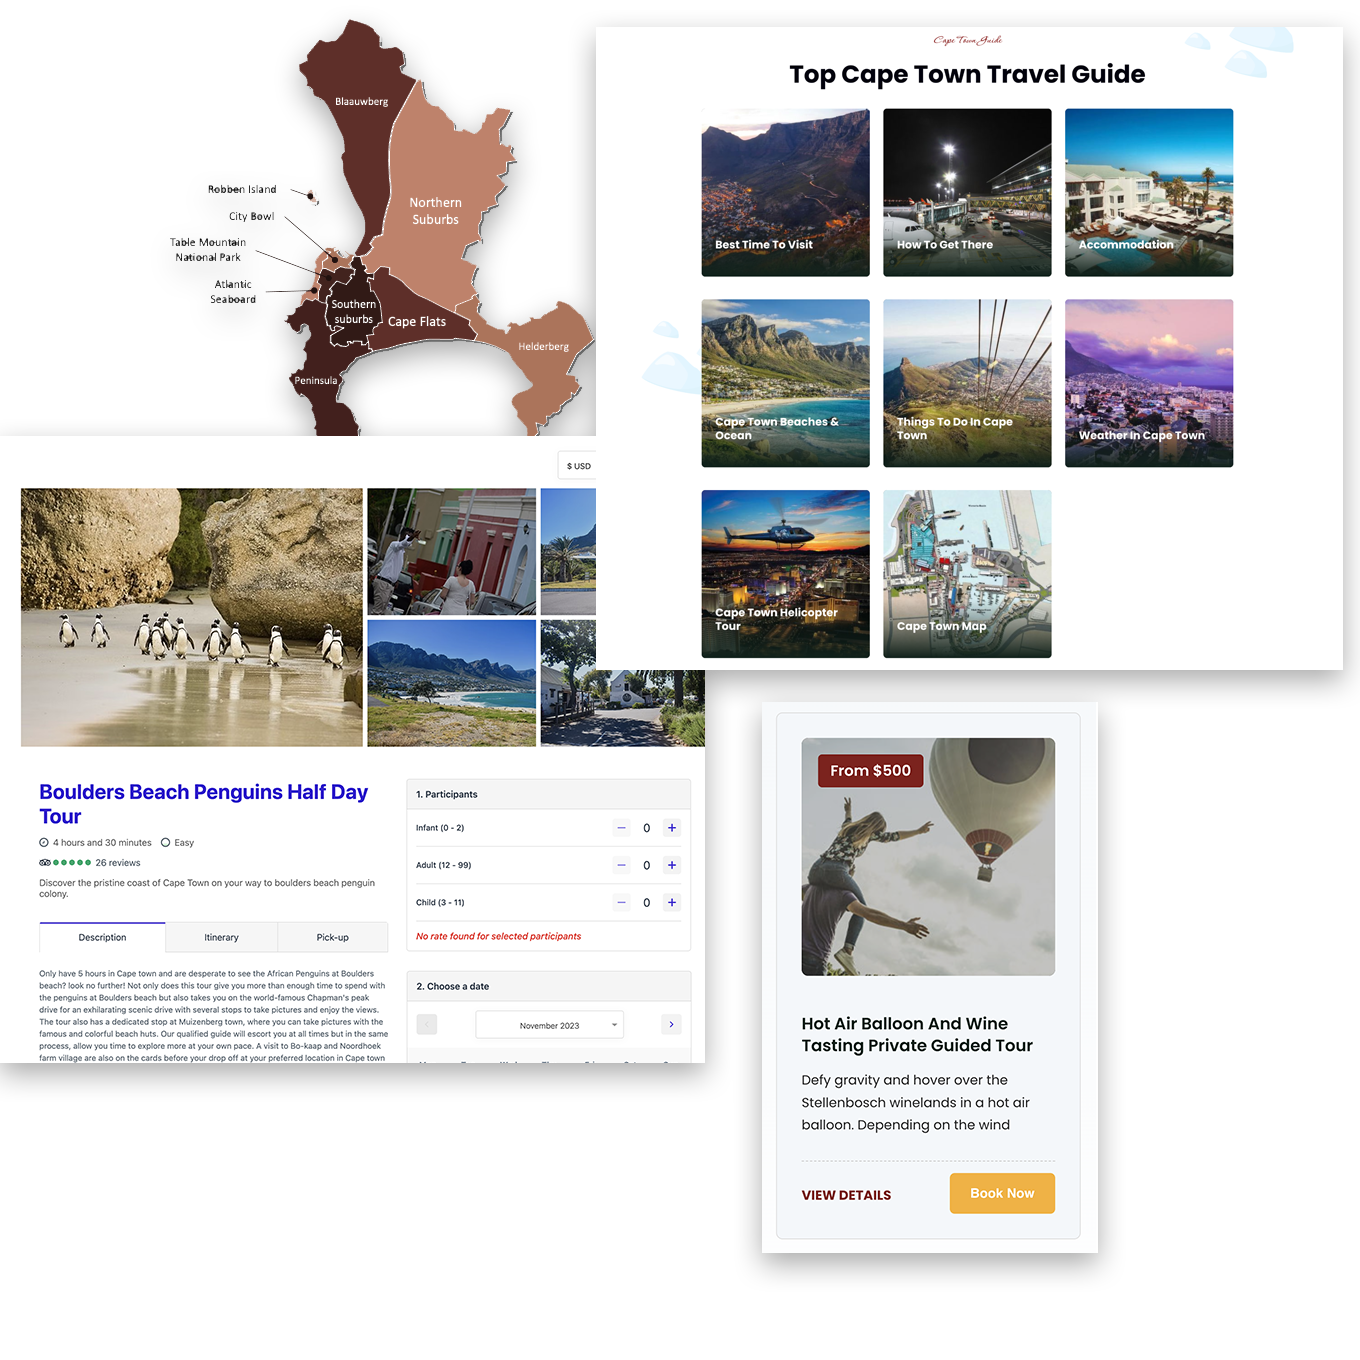 Blaauwberg
Northern
Suburbs
Robben Island
City Bowl
Table Mountain
National Park
Atlantic
Seaboard
Southern
suburbs
Cape Flats
Helderberg
Peninsula
Cape Town Guide
Top Cape Town Travel Guide
Best Time To Visit
How To Get There
Accommodation
Cape Town Beaches &
Ocean
Things To Do In Cape
Town
Weather In Cape Town
Cape Town Helicopter
Tour
Cape Town Map
$ USD
Boulders Beach Penguins Half Day
Tour
4 hours and 30 minutes Easy
26 reviews
Discover the pristine coast of Cape Town on your way to boulders beach penguin
colony.
Description Itinerary Pick-up
Only have 5 hours in Cape town and are desperate to see the African Penguins at Boulders
beach? look no further! Not only does this tour give you more than enough time to spend with
the penguins at Boulders beach but also takes you on the world-famous Chapman's peak
drive for an exhilarating scenic drive with several stops to take pictures and enjoy the views.
The tour also has a dedicated stop at Muizenberg town, where you can take pictures with the
famous and colorful beach huts. Our qualified guide will escort you at all times but in the same
process, allow you time to explore more at your own pace. A visit to Bo-kaap and Noordhoek
farm village are also on the cards before your drop off at your preferred location in Cape town
1. Participants
Infant (0 - 2) − 0 +
Adult (12 - 99) − 0 +
Child (3 - 11) − 0 +
No rate found for selected participants
2. Choose a date
November 2023
From $500
Hot Air Balloon And Wine
Tasting Private Guided Tour
Defy gravity and hover over the
Stellenbosch winelands in a hot air
balloon. Depending on the wind
VIEW DETAILS
Book Now